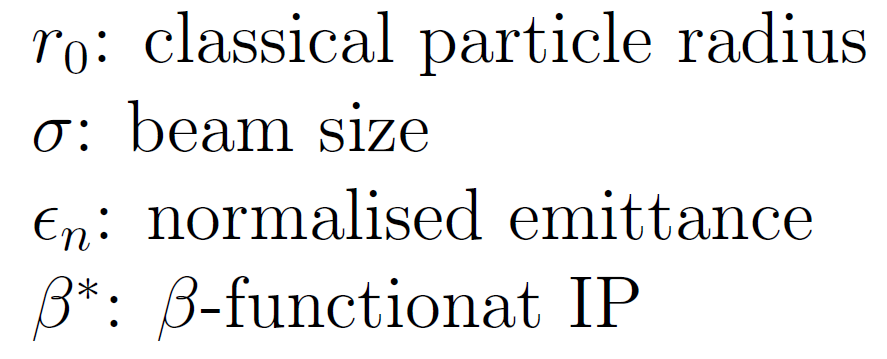 r₀: classical particle radius
σ: beam size
ϵₙ: normalised emittance
β*: β-functionat IP